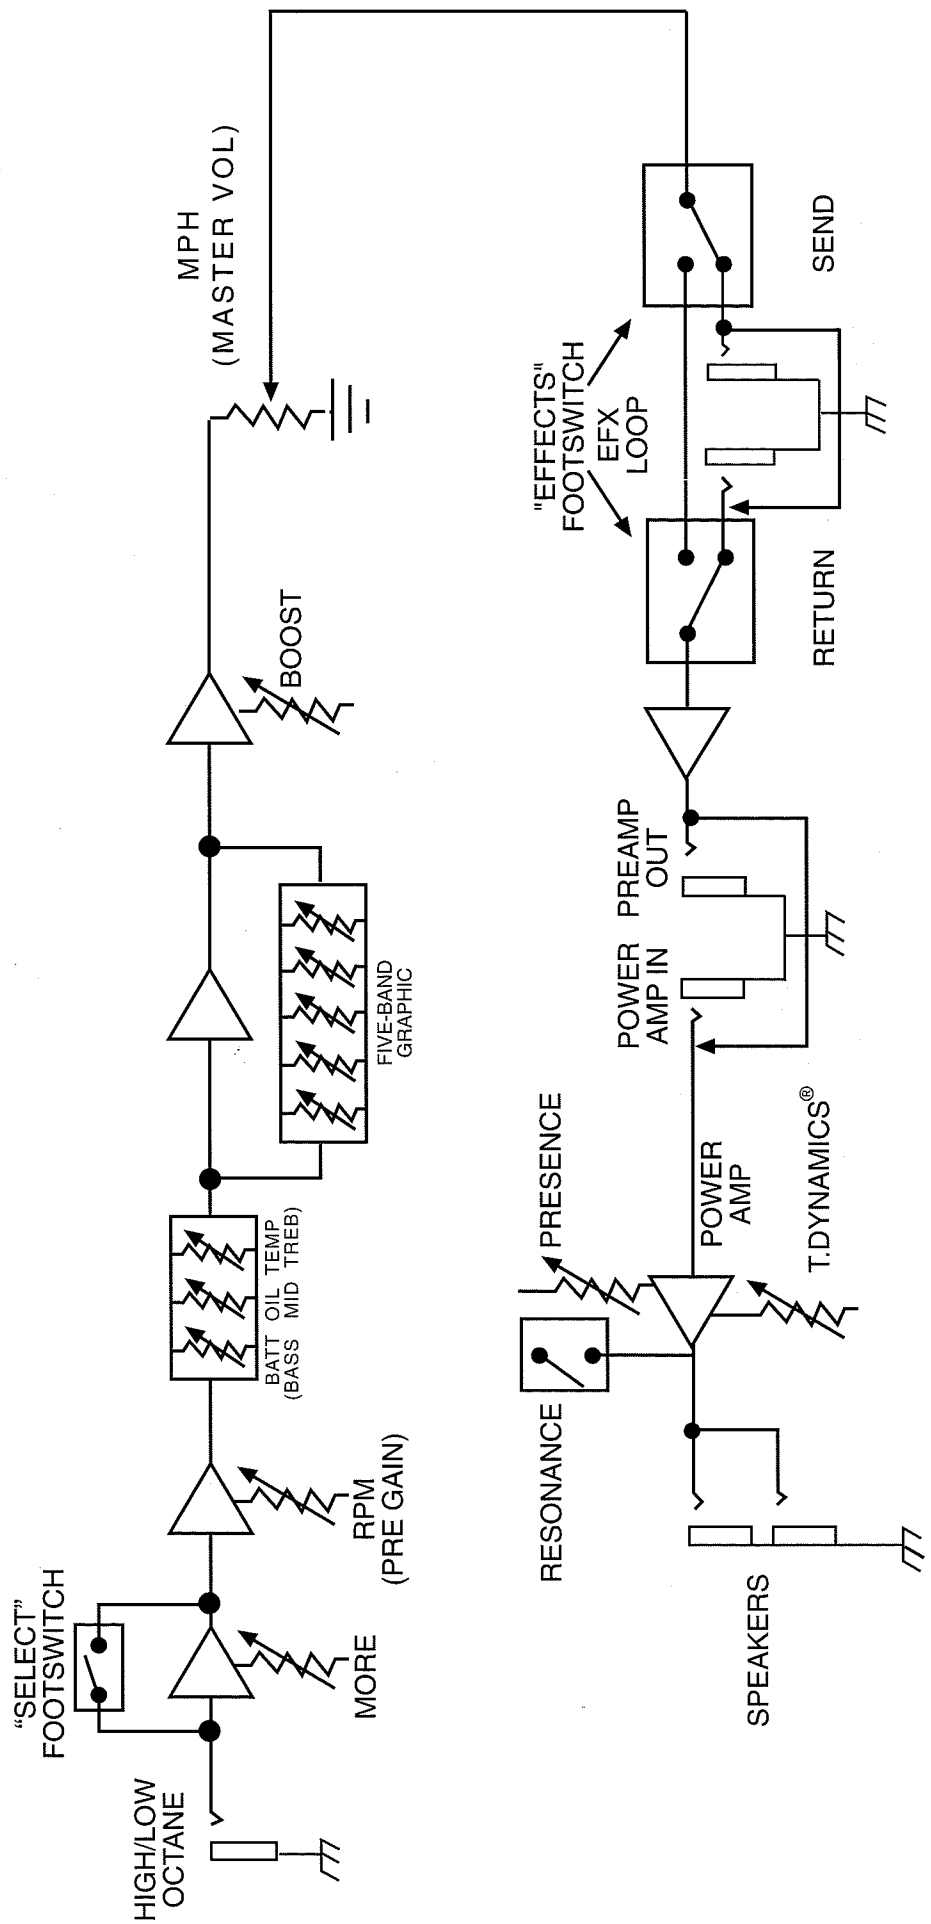 HIGH/LOW
OCTANE
“SELECT”
FOOTSWITCH
MORE
RPM
(PRE GAIN)
BATT OIL TEMP
(BASS MID TREB)
FIVE-BAND
GRAPHIC
BOOST
MPH
(MASTER VOL)
SPEAKERS
RESONANCE
PRESENCE
T.DYNAMICS®
POWER
AMP
POWER
AMP IN
PREAMP
OUT
RETURN
"EFFECTS"
FOOTSWITCH
EFX
LOOP
SEND